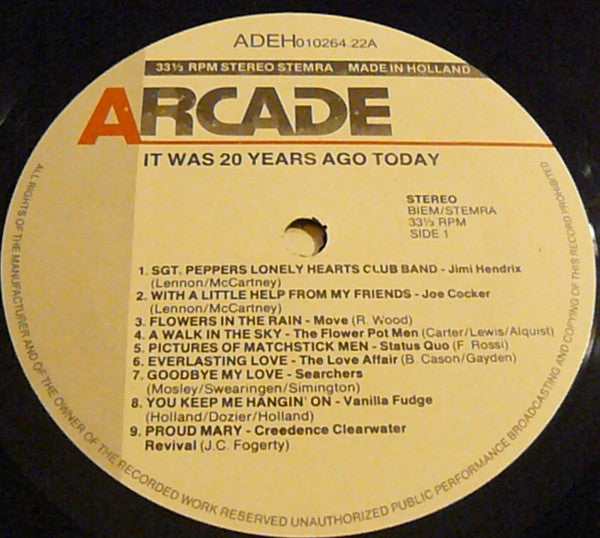 ADEH010264.22A
33⅓ RPM STEREO STEMRA MADE IN HOLLAND
ARCADE
IT WAS 20 YEARS AGO TODAY
STEREO
BIEM/STEMRA
33⅓ RPM
SIDE 1
1. SGT. PEPPERS LONELY HEARTS CLUB BAND - Jimi Hendrix
(Lennon/McCartney)
2. WITH A LITTLE HELP FROM MY FRIENDS - Joe Cocker
(Lennon/McCartney)
3. FLOWERS IN THE RAIN - Move (R. Wood)
4. A WALK IN THE SKY - The Flower Pot Men (Carter/Lewis/Alquist)
5. PICTURES OF MATCHSTICK MEN - Status Quo (F. Rossi)
6. EVERLASTING LOVE - The Love Affair (B. Cason/Gayden)
7. GOODBYE MY LOVE - Searchers
(Mosley/Swearingen/Simington)
8. YOU KEEP ME HANGIN' ON - Vanilla Fudge
(Holland/Dozier/Holland)
9. PROUD MARY - Creedence Clearwater
Revival (J.C. Fogerty)
ALL RIGHTS OF THE MANUFACTURER AND OF THE OWNER OF THE RECORDED WORK RESERVED UNAUTHORIZED PUBLIC PERFORMANCE BROADCASTING AND COPYING OF THIS RECORD PROHIBITED